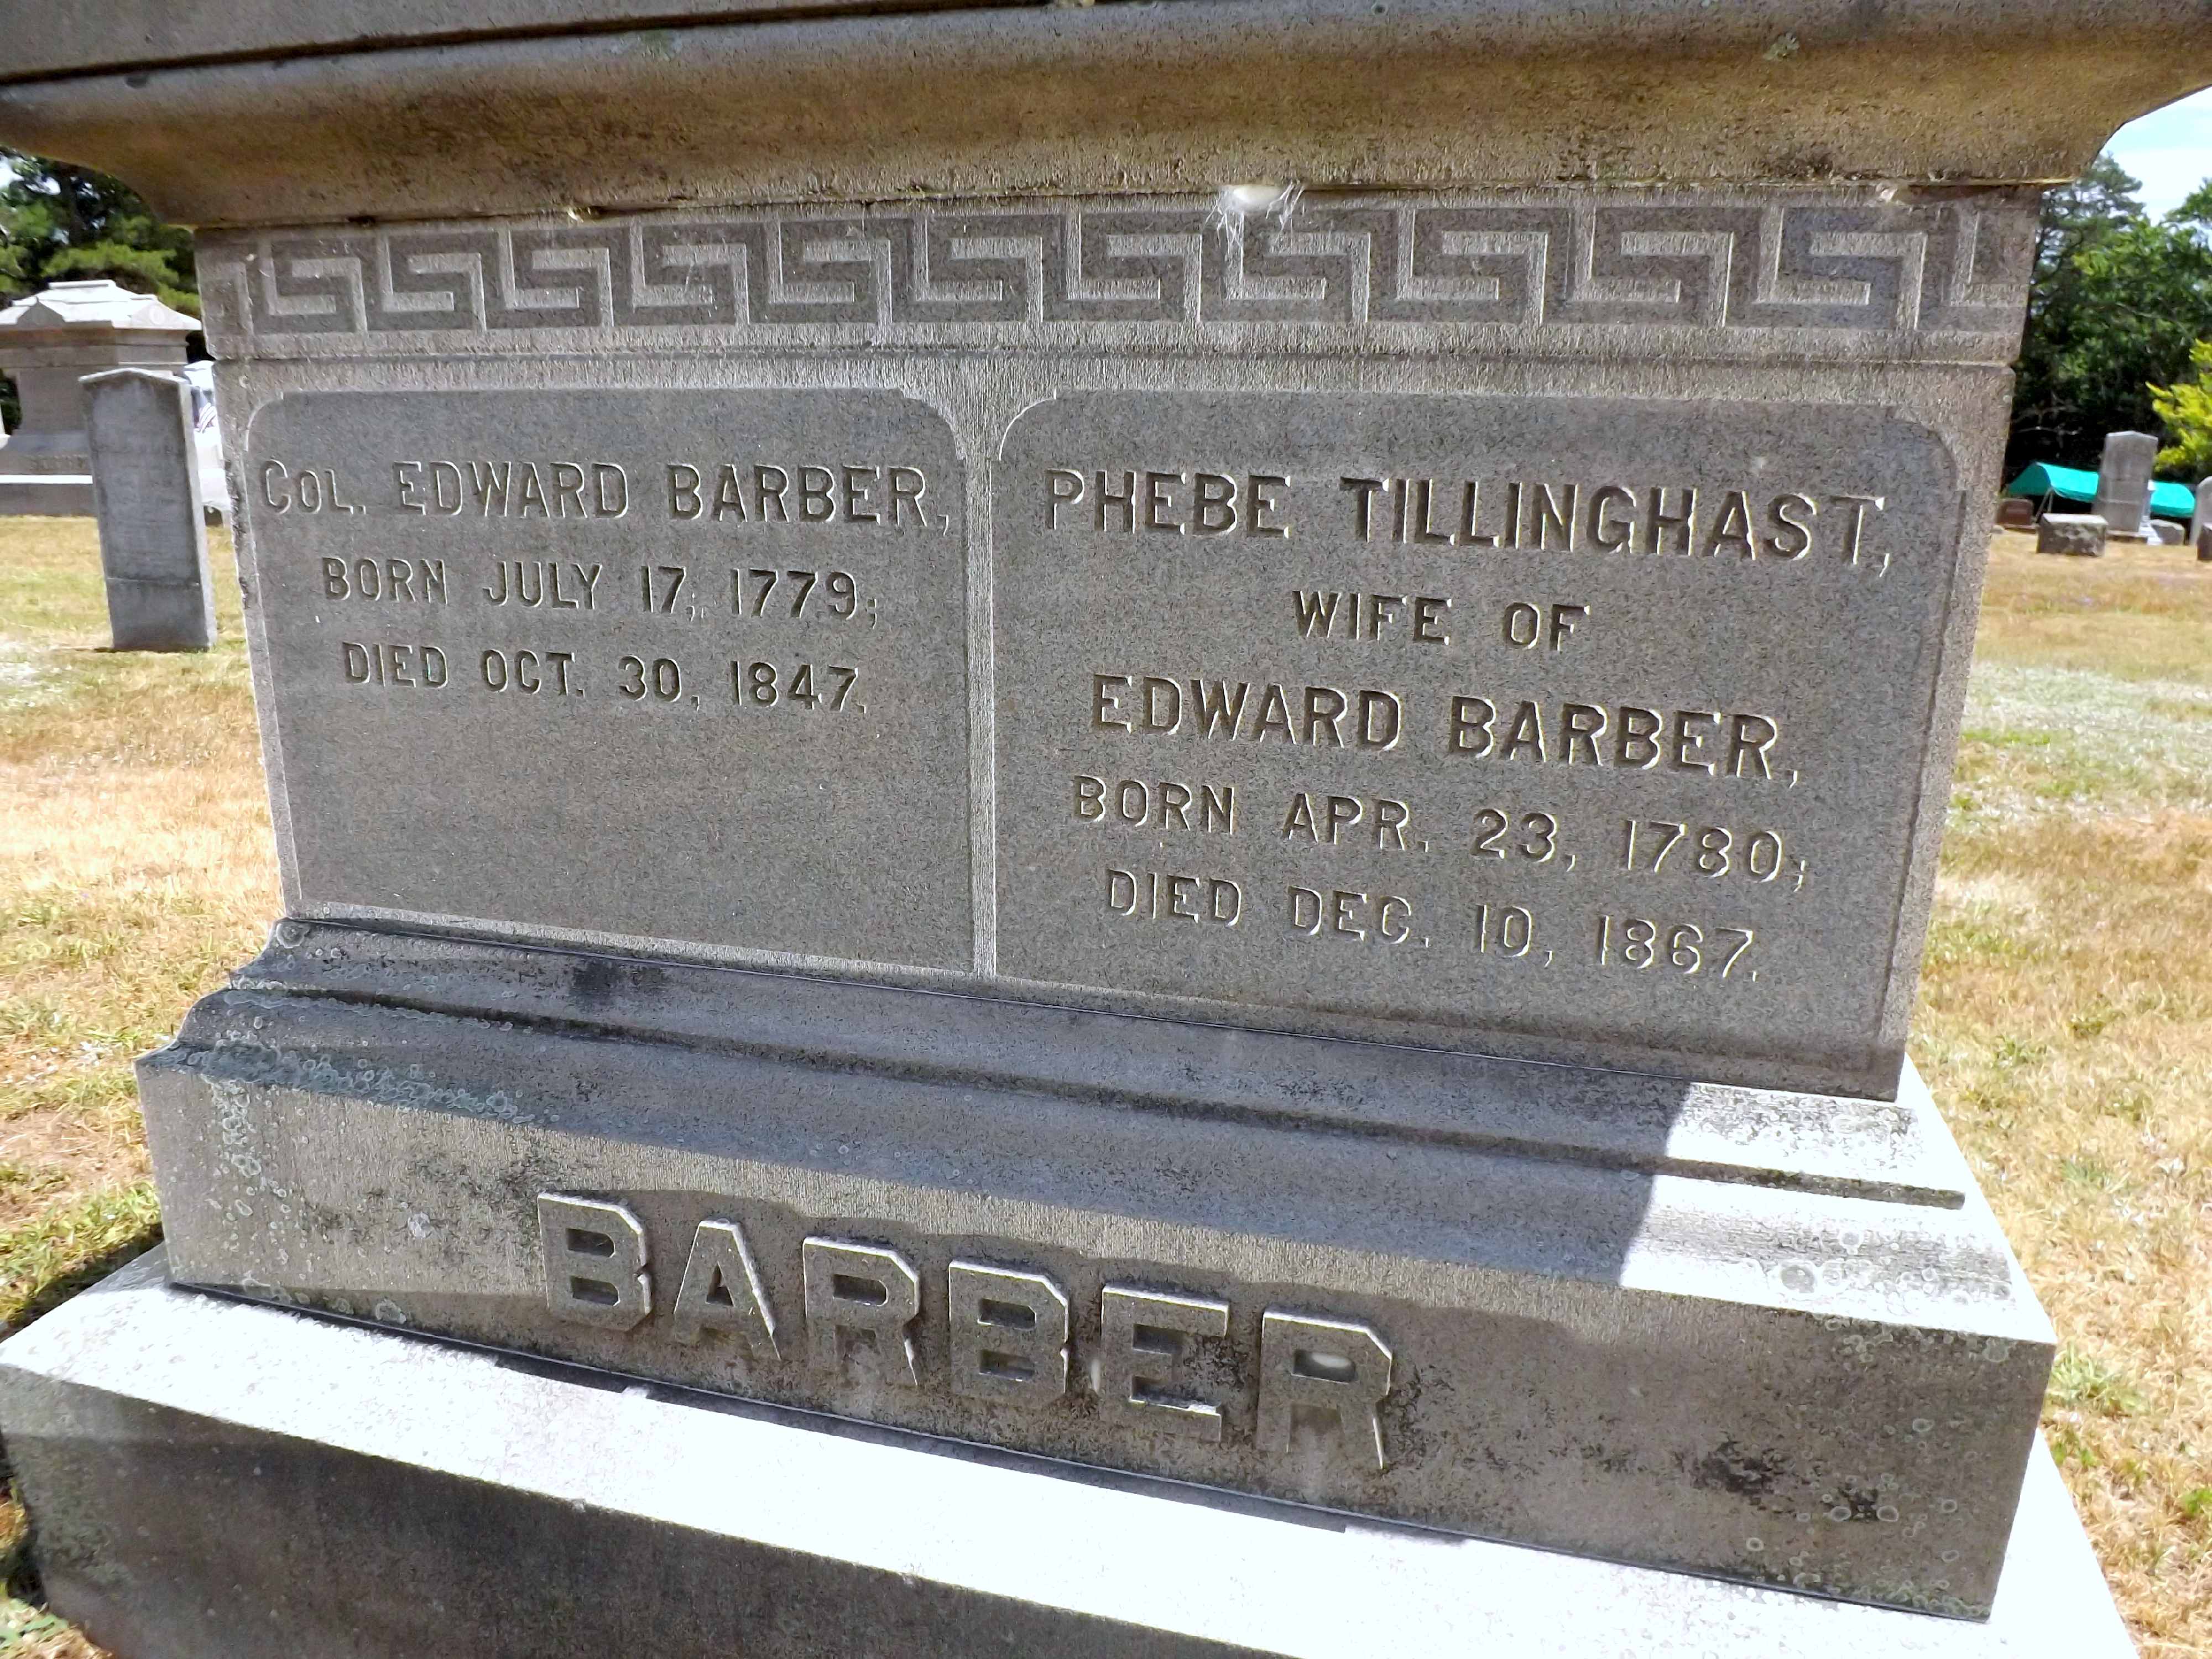 COL. EDWARD BARBER,
BORN JULY 17, 1779;
DIED OCT. 30, 1847.
PHEBE TILLINGHAST,
WIFE OF
EDWARD BARBER,
BORN APR. 23, 1780;
DIED DEC. 10, 1867.
BARBER